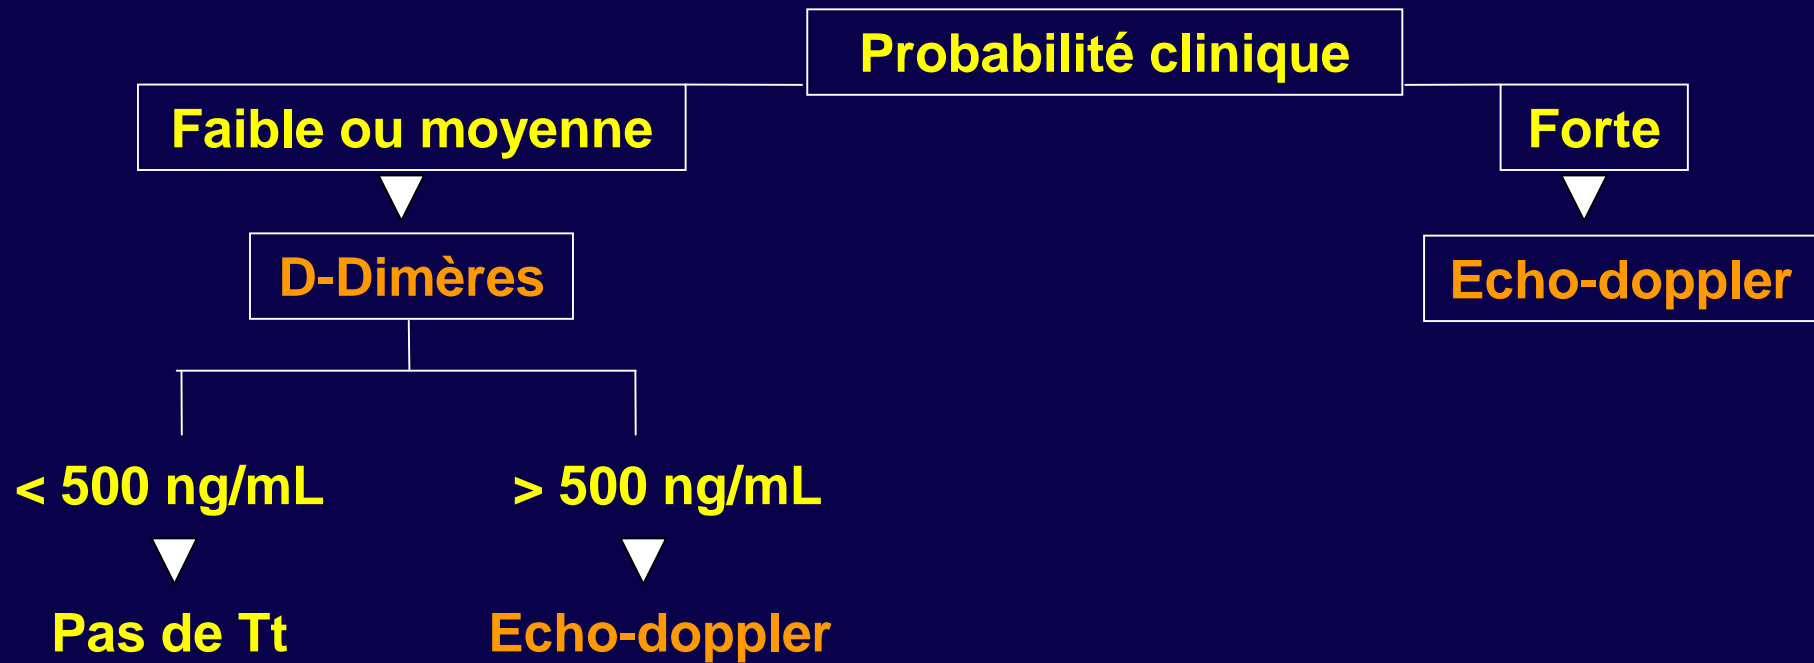 Probabilité clinique
Faible ou moyenne
Forte
D-Dimères
Echo-doppler
< 500 ng/mL
> 500 ng/mL
Pas de Tt
Echo-doppler